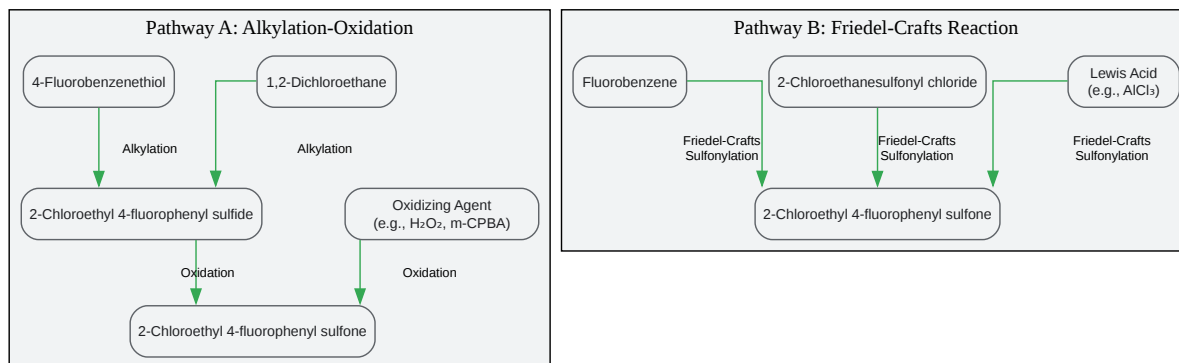 Pathway A: Alkylation-Oxidation
4-Fluorobenzenethiol
1,2-Dichloroethane
Alkylation
Alkylation
2-Chloroethyl 4-fluorophenyl sulfide
Oxidizing Agent
(e.g., H₂O₂, m-CPBA)
Oxidation
Oxidation
2-Chloroethyl 4-fluorophenyl sulfone
Pathway B: Friedel-Crafts Reaction
Fluorobenzene
2-Chloroethanesulfonyl chloride
Lewis Acid
(e.g., AlCl₃)
Friedel-Crafts
Sulfonylation
Friedel-Crafts
Sulfonylation
Friedel-Crafts
Sulfonylation
2-Chloroethyl 4-fluorophenyl sulfone